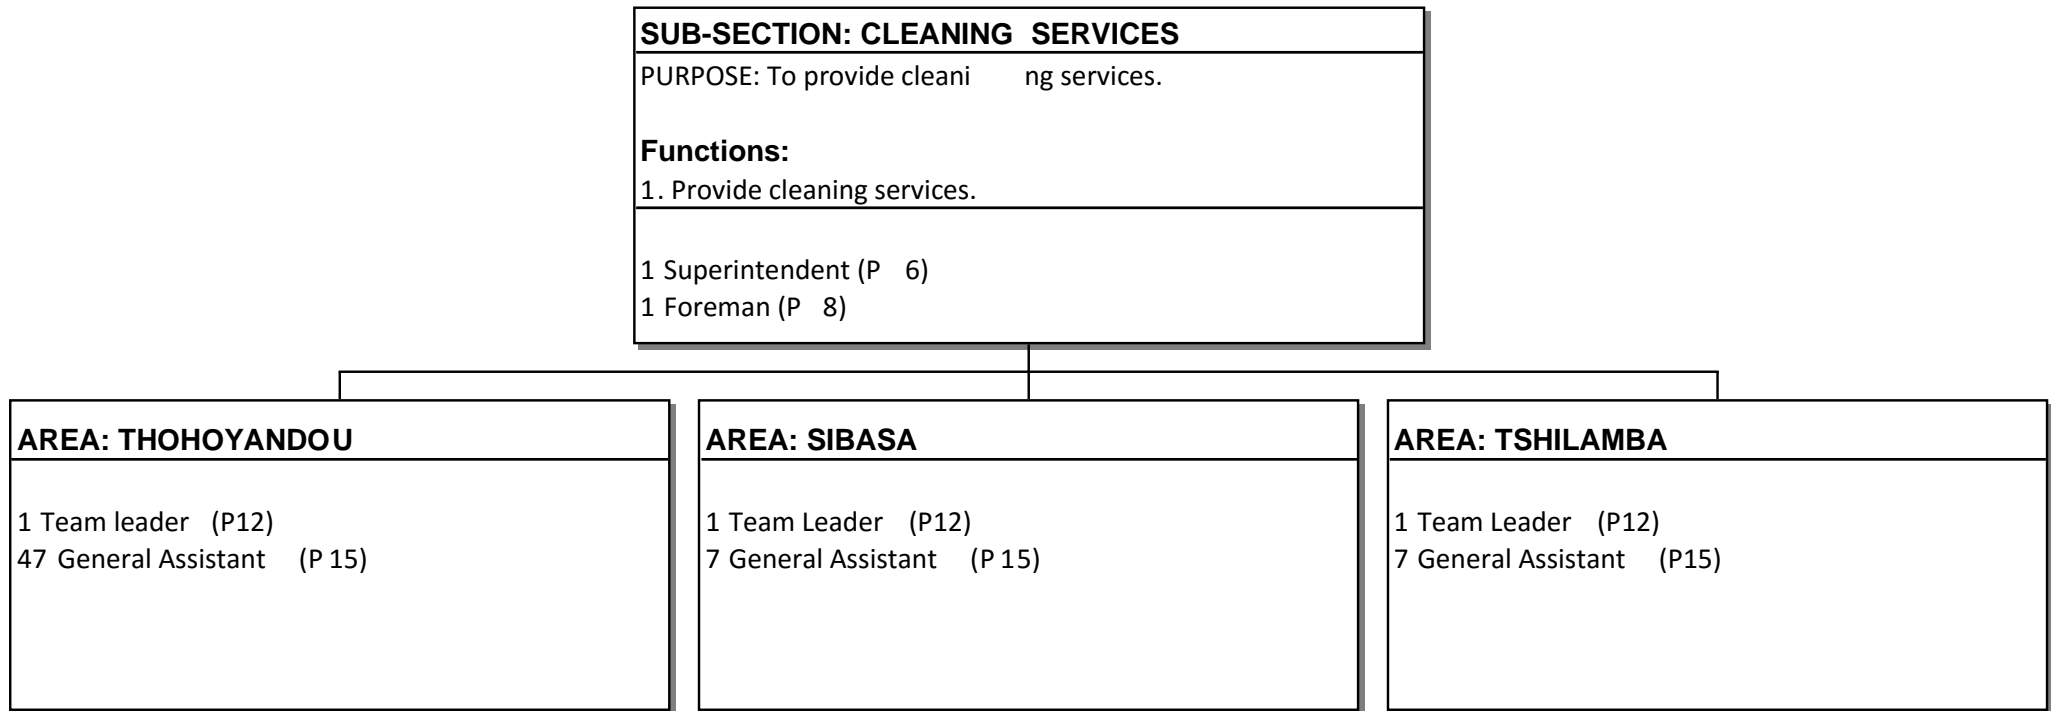 SUB-SECTION: CLEANING SERVICES
PURPOSE: To provide cleani ng services.
Functions:
1. Provide cleaning services.
1 Superintendent (P 6)
1 Foreman (P 8)
AREA: THOHOYANDOU
1 Team leader (P12)
47 General Assistant (P 15)
AREA: SIBASA
1 Team Leader (P12)
7 General Assistant (P 15)
AREA: TSHILAMBA
1 Team Leader (P12)
7 General Assistant (P15)